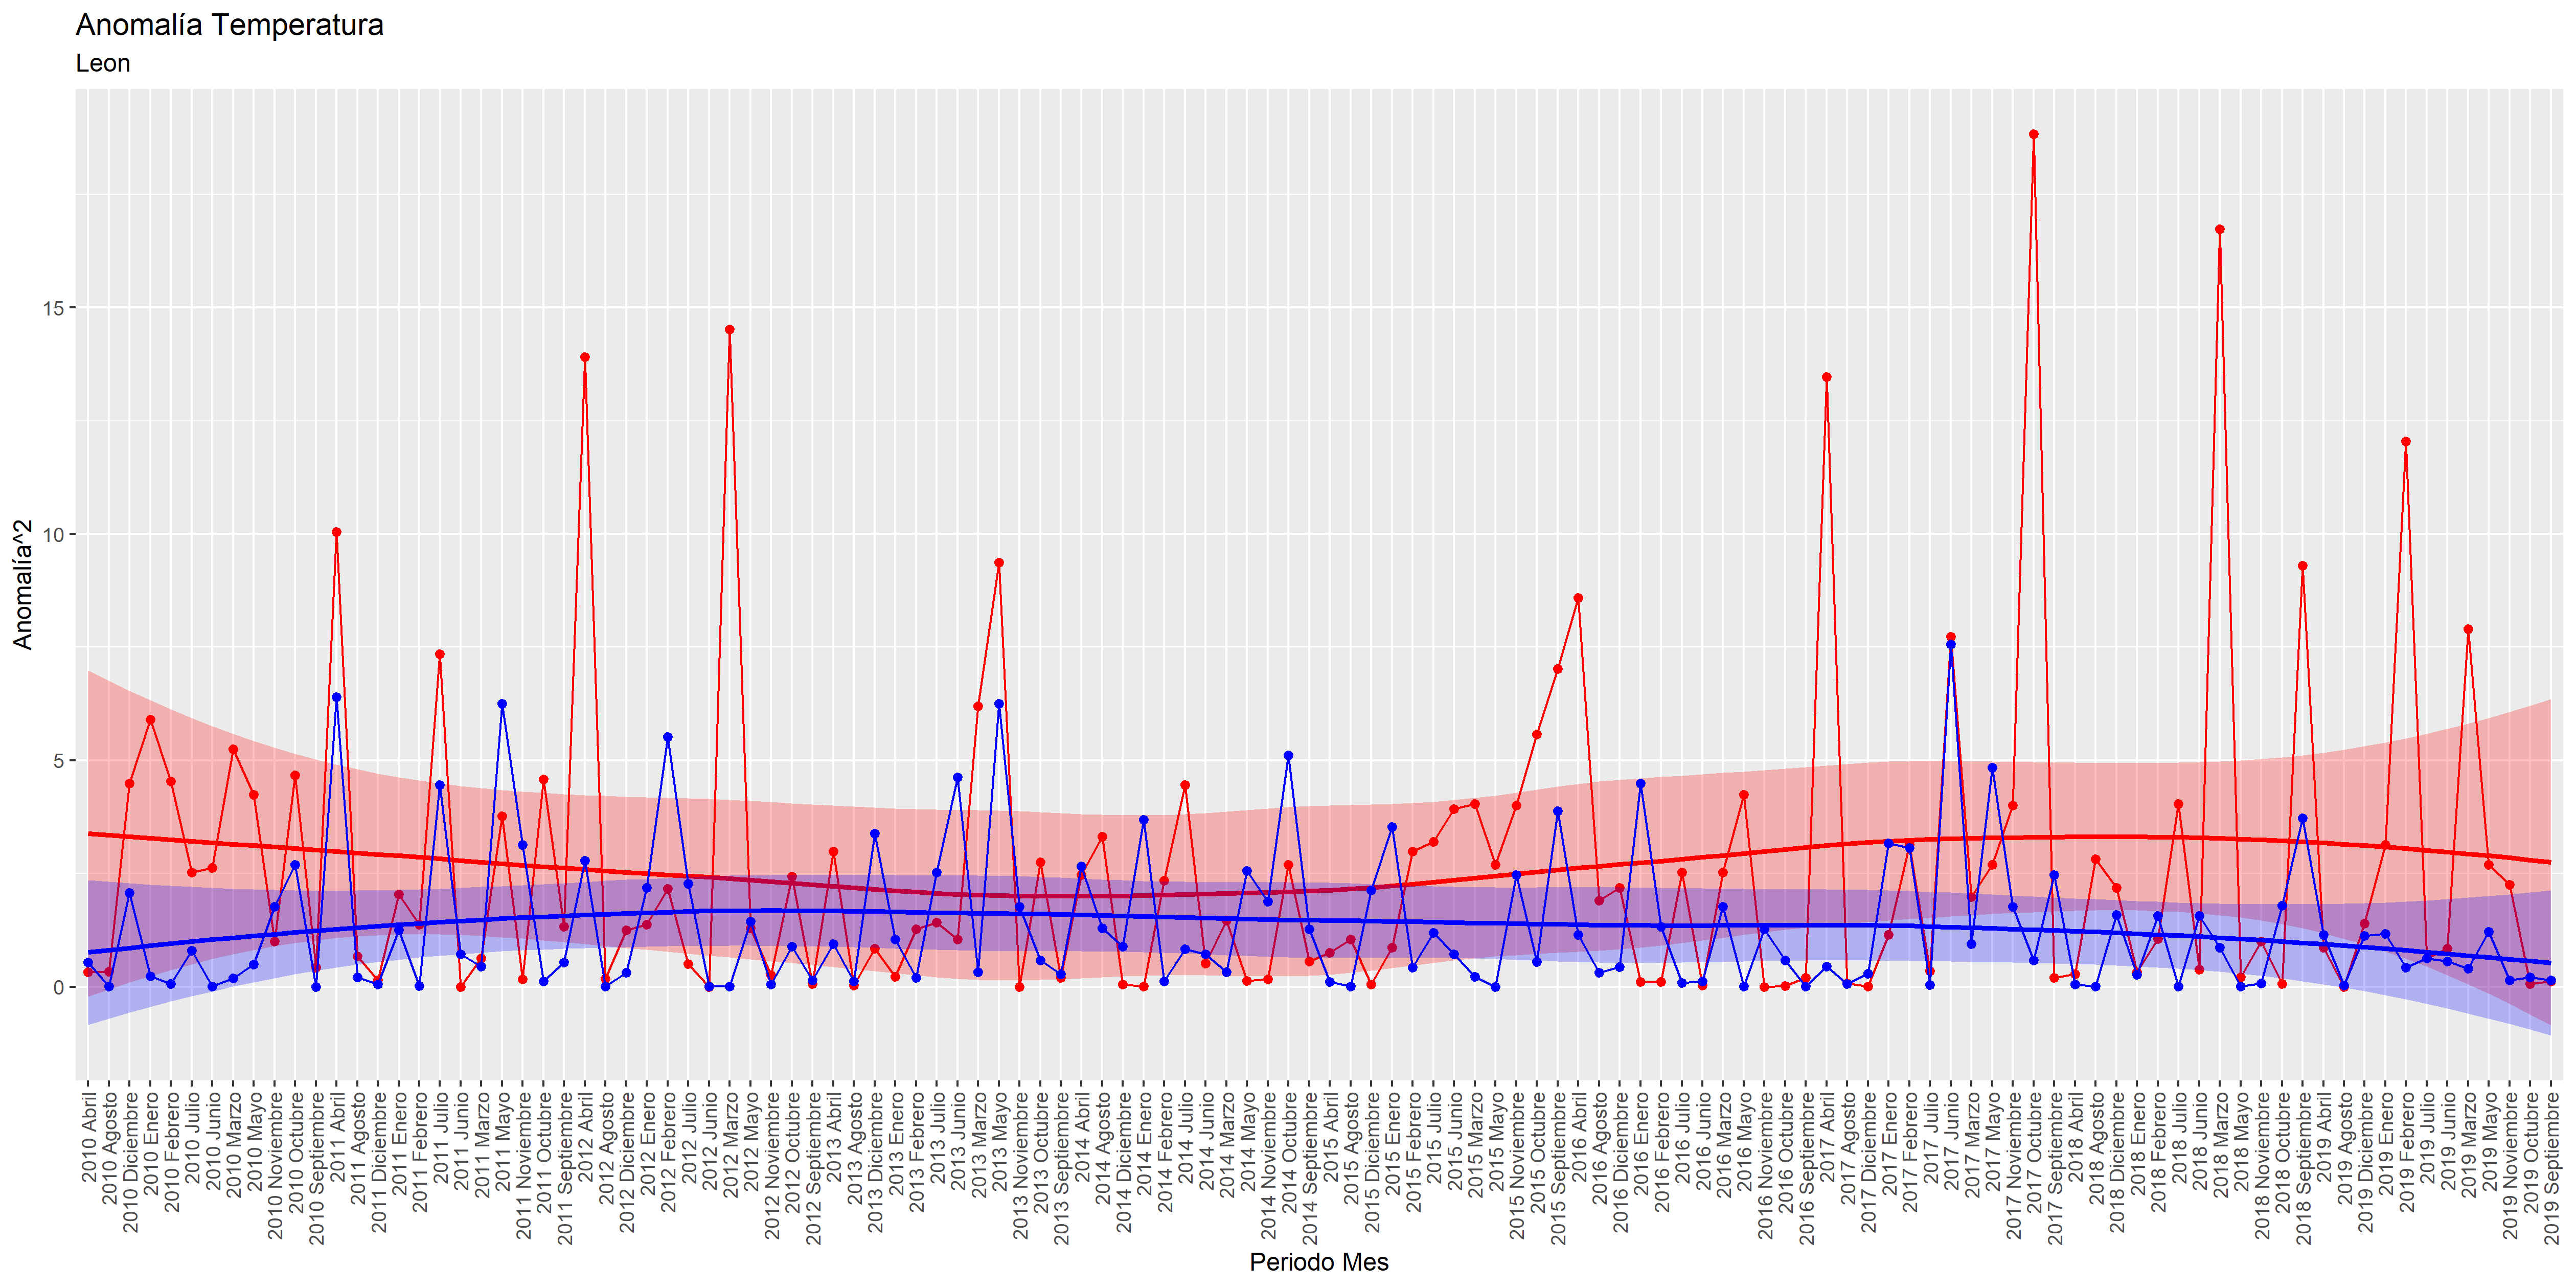 Anomalía Temperatura
Leon
Anomalía^2
15
10
5
0
2010 Abril
2010 Agosto
2010 Diciembre
2010 Enero
2010 Febrero
2010 Julio
2010 Junio
2010 Marzo
2010 Mayo
2010 Noviembre
2010 Octubre
2010 Septiembre
2011 Abril
2011 Agosto
2011 Diciembre
2011 Enero
2011 Febrero
2011 Julio
2011 Junio
2011 Marzo
2011 Mayo
2011 Noviembre
2011 Octubre
2011 Septiembre
2012 Abril
2012 Agosto
2012 Diciembre
2012 Enero
2012 Febrero
2012 Julio
2012 Junio
2012 Marzo
2012 Mayo
2012 Noviembre
2012 Octubre
2012 Septiembre
2013 Abril
2013 Agosto
2013 Diciembre
2013 Enero
2013 Febrero
2013 Julio
2013 Junio
2013 Marzo
2013 Mayo
2013 Noviembre
2013 Octubre
2013 Septiembre
2014 Abril
2014 Agosto
2014 Diciembre
2014 Enero
2014 Febrero
2014 Julio
2014 Junio
2014 Marzo
2014 Mayo
2014 Noviembre
2014 Octubre
2014 Septiembre
2015 Abril
2015 Agosto
2015 Diciembre
2015 Enero
2015 Febrero
2015 Julio
2015 Junio
2015 Marzo
2015 Mayo
2015 Noviembre
2015 Octubre
2015 Septiembre
2016 Abril
2016 Agosto
2016 Diciembre
2016 Enero
2016 Febrero
2016 Julio
2016 Junio
2016 Marzo
2016 Mayo
2016 Noviembre
2016 Octubre
2016 Septiembre
2017 Abril
2017 Agosto
2017 Diciembre
2017 Enero
2017 Febrero
2017 Julio
2017 Junio
2017 Marzo
2017 Mayo
2017 Noviembre
2017 Octubre
2017 Septiembre
2018 Abril
2018 Agosto
2018 Diciembre
2018 Enero
2018 Febrero
2018 Julio
2018 Junio
2018 Marzo
2018 Mayo
2018 Noviembre
2018 Octubre
2018 Septiembre
2019 Abril
2019 Agosto
2019 Diciembre
2019 Enero
2019 Febrero
2019 Julio
2019 Junio
2019 Marzo
2019 Mayo
2019 Noviembre
2019 Octubre
2019 Septiembre
Periodo Mes